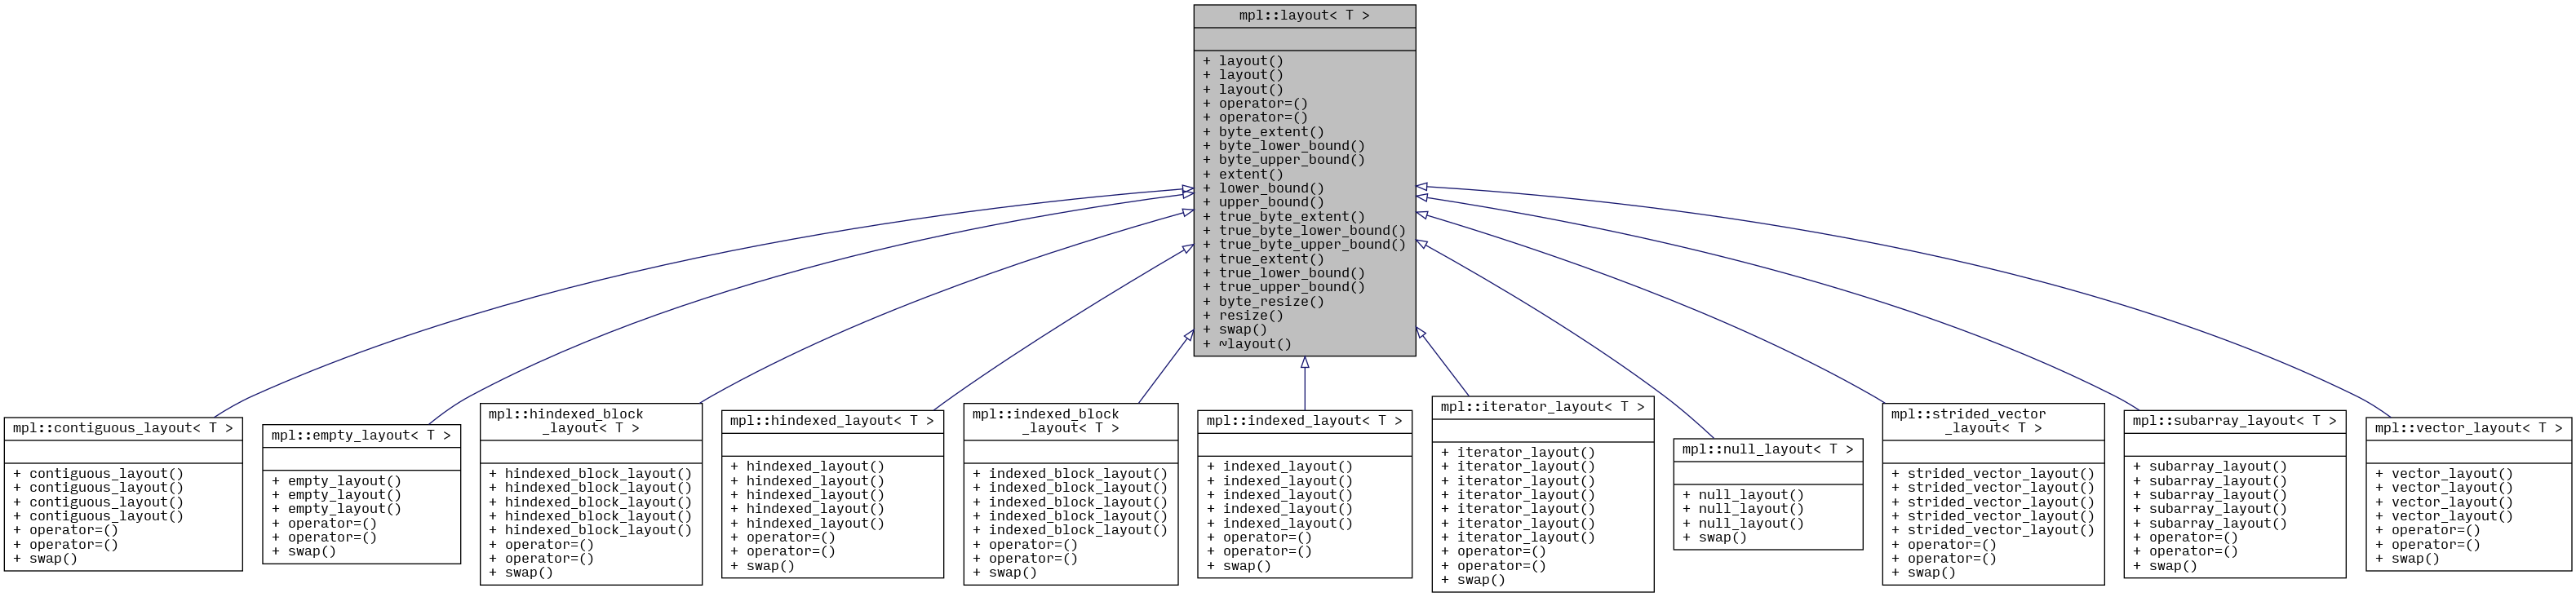 mpl::layout< T >
+ layout()
+ layout()
+ layout()
+ operator=()
+ operator=()
+ byte_extent()
+ byte_lower_bound()
+ byte_upper_bound()
+ extent()
+ lower_bound()
+ upper_bound()
+ true_byte_extent()
+ true_byte_lower_bound()
+ true_byte_upper_bound()
+ true_extent()
+ true_lower_bound()
+ true_upper_bound()
+ byte_resize()
+ resize()
+ swap()
+ ~layout()
mpl::contiguous_layout< T >
+ contiguous_layout()
+ contiguous_layout()
+ contiguous_layout()
+ contiguous_layout()
+ operator=()
+ operator=()
+ swap()
mpl::empty_layout< T >
+ empty_layout()
+ empty_layout()
+ empty_layout()
+ operator=()
+ operator=()
+ swap()
mpl::hindexed_block
_layout< T >
+ hindexed_block_layout()
+ hindexed_block_layout()
+ hindexed_block_layout()
+ hindexed_block_layout()
+ hindexed_block_layout()
+ operator=()
+ operator=()
+ swap()
mpl::hindexed_layout< T >
+ hindexed_layout()
+ hindexed_layout()
+ hindexed_layout()
+ hindexed_layout()
+ hindexed_layout()
+ operator=()
+ operator=()
+ swap()
mpl::indexed_block
_layout< T >
+ indexed_block_layout()
+ indexed_block_layout()
+ indexed_block_layout()
+ indexed_block_layout()
+ indexed_block_layout()
+ operator=()
+ operator=()
+ swap()
mpl::indexed_layout< T >
+ indexed_layout()
+ indexed_layout()
+ indexed_layout()
+ indexed_layout()
+ indexed_layout()
+ operator=()
+ operator=()
+ swap()
mpl::iterator_layout< T >
+ iterator_layout()
+ iterator_layout()
+ iterator_layout()
+ iterator_layout()
+ iterator_layout()
+ iterator_layout()
+ iterator_layout()
+ operator=()
+ operator=()
+ swap()
mpl::null_layout< T >
+ null_layout()
+ null_layout()
+ null_layout()
+ swap()
mpl::strided_vector
_layout< T >
+ strided_vector_layout()
+ strided_vector_layout()
+ strided_vector_layout()
+ strided_vector_layout()
+ strided_vector_layout()
+ operator=()
+ operator=()
+ swap()
mpl::subarray_layout< T >
+ subarray_layout()
+ subarray_layout()
+ subarray_layout()
+ subarray_layout()
+ subarray_layout()
+ operator=()
+ operator=()
+ swap()
mpl::vector_layout< T >
+ vector_layout()
+ vector_layout()
+ vector_layout()
+ vector_layout()
+ operator=()
+ operator=()
+ swap()